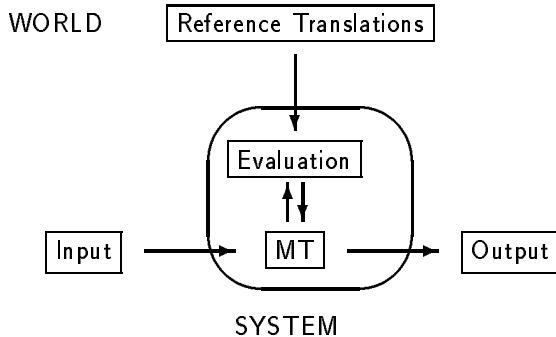 WORLD
Reference Translations
Evaluation
Input
MT
Output
SYSTEM